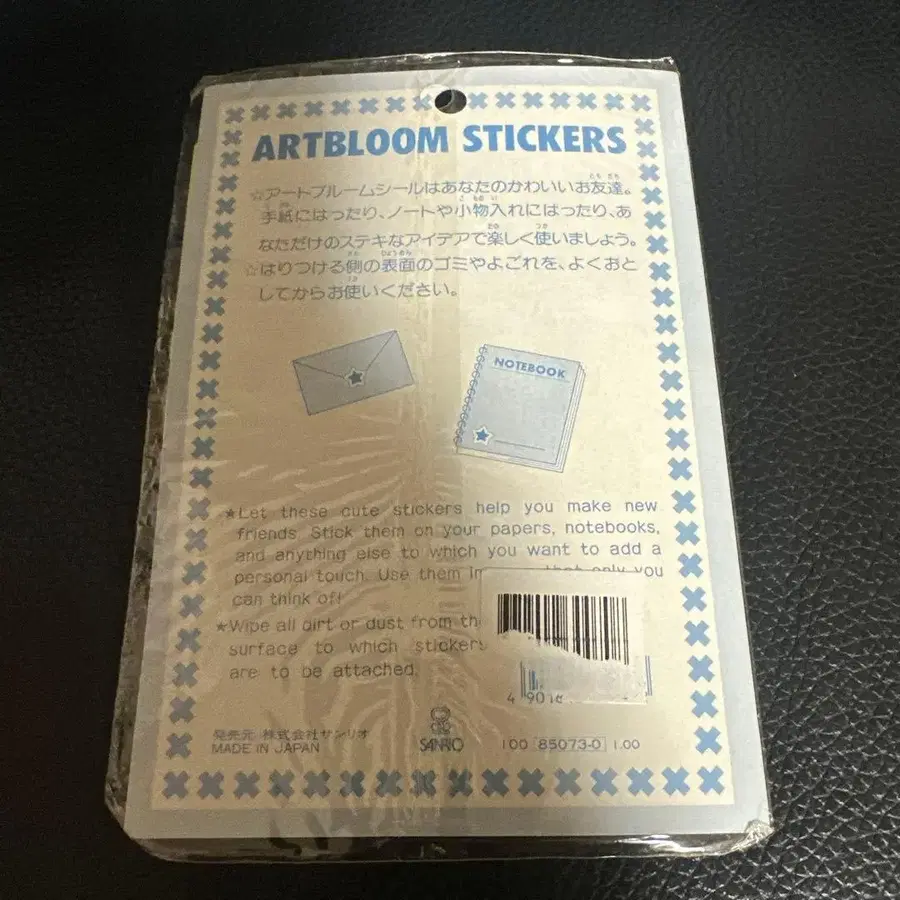 ARTBLOOM STICKERS
☆アートブルームシールはあなたのかわいいお友達。
手紙にはったり、ノートや小物入れにはったり、あ
なただけのステキなアイデアで楽しく使いましょう。
☆はりつける側の表面のゴミやよごれを、よくおと
してからお使いください。
NOTEBOOK
★Let these cute stickers help you make new
friends. Stick them on your papers, notebooks,
and anything else to which you want to add a
personal touch. Use them in that only you
can think of!
★Wipe all dirt or dust from the
surface to which stickers
are to be attached.
4 901
発売元 株式会社サンリオ
MADE IN JAPAN
SANRIO
100 85073-0 1.00